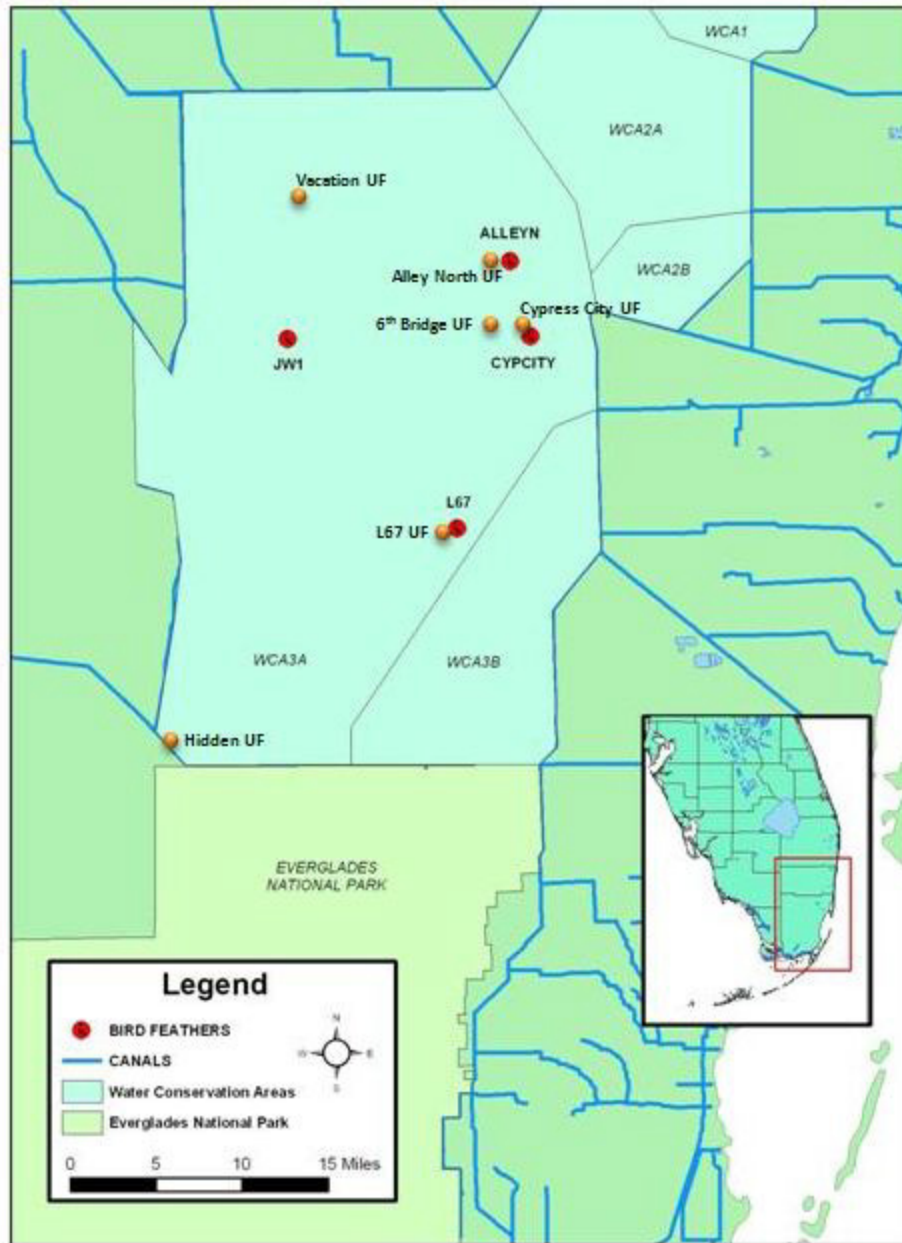 WCA1
WCA2A
Vacation UF
ALLEYN
Alley North UF
WCA2B
Cypress City UF
6th Bridge UF
JW1
CYPCITY
L67
L67 UF
WCA3A
WCA3B
Hidden UF
EVERGLADES
NATIONAL PARK
Legend
BIRD FEATHERS
CANALS
Water Conservation Areas
Everglades National Park
N
W
E
S
0 5 10 15 Miles